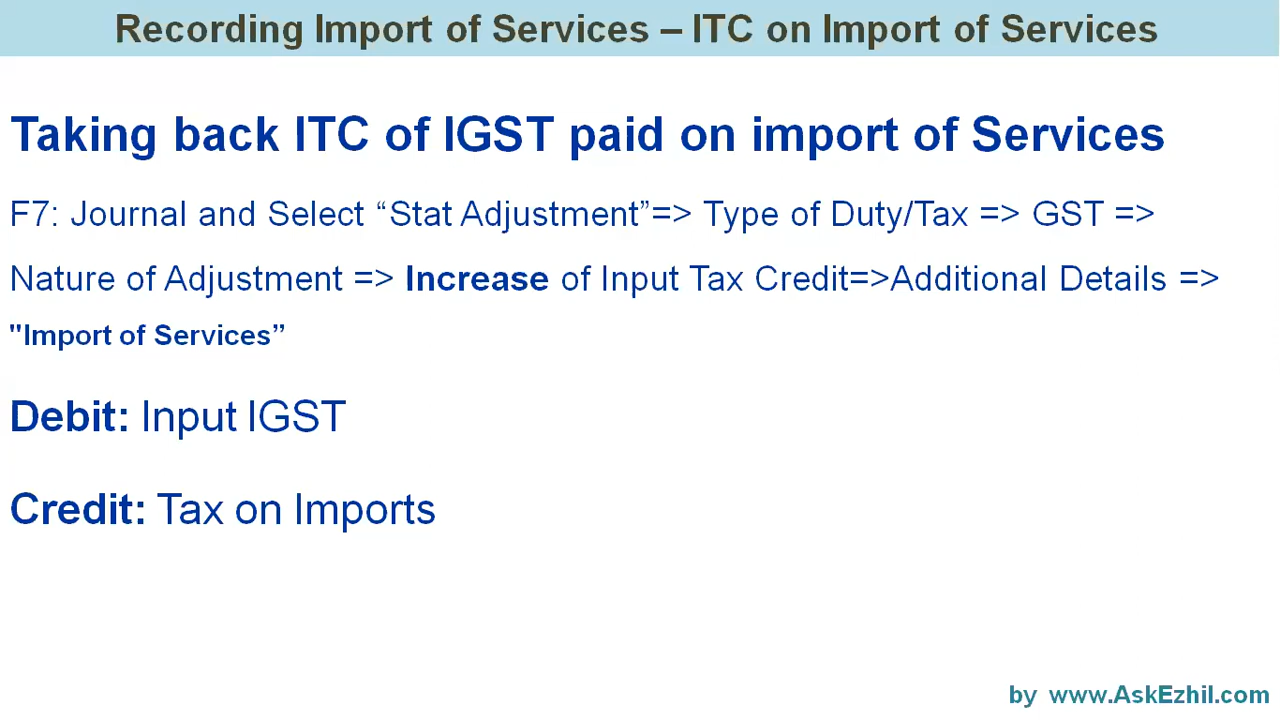 Recording Import of Services – ITC on Import of Services
Taking back ITC of IGST paid on import of Services
F7: Journal and Select “Stat Adjustment”=> Type of Duty/Tax => GST =>
Nature of Adjustment => Increase of Input Tax Credit=>Additional Details =>
"Import of Services”
Debit: Input IGST
Credit: Tax on Imports
by www.AskEzhil.com